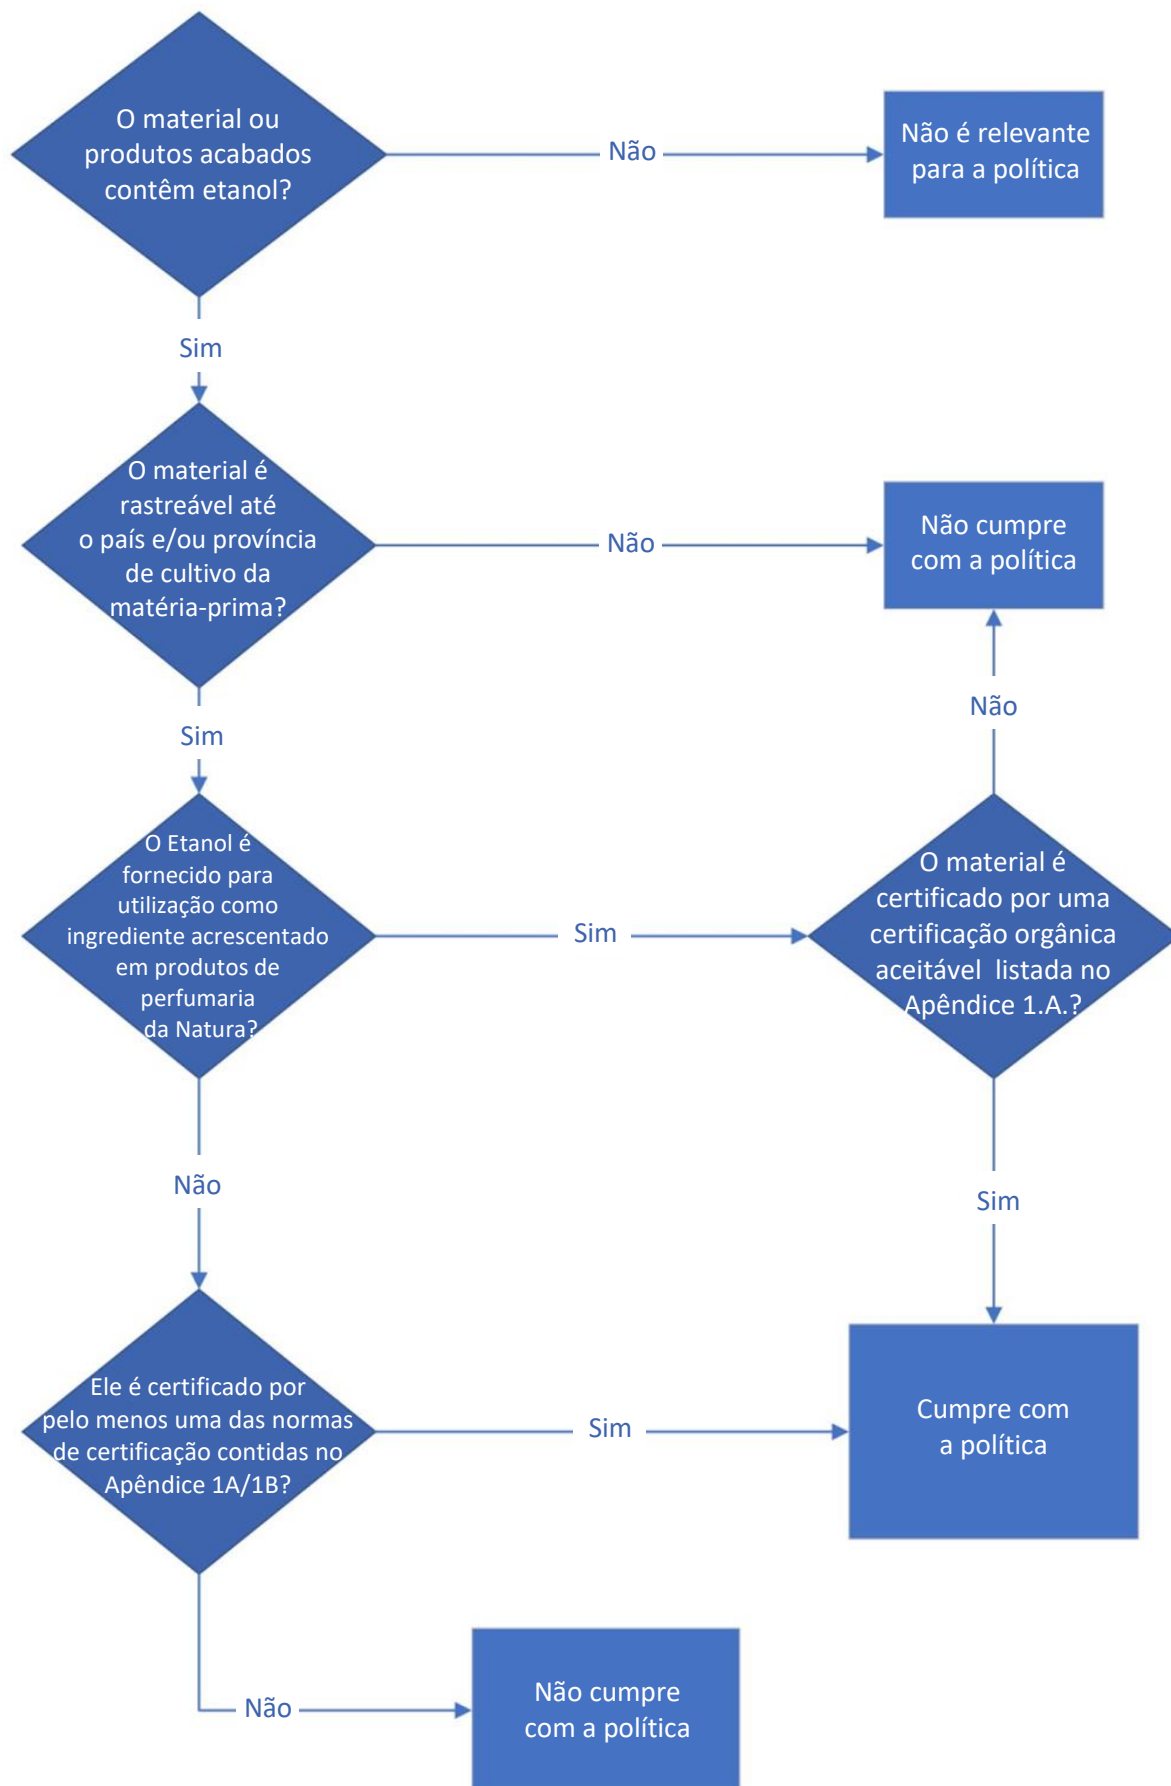 O material ou
produtos acabados
contêm etanol?
Não
Não é relevante
para a política
Sim
O material é
rastreável até
o país e/ou província
de cultivo da
matéria-prima?
Não
Não cumpre
com a política
Sim
Não
O Etanol é
fornecido para
utilização como
ingrediente acrescentado
em produtos de
perfumaria
da Natura?
Sim
O material é
certificado por uma
certificação orgânica
aceitável listada no
Apêndice 1.A.?
Não
Sim
Ele é certificado por
pelo menos uma das normas
de certificação contidas no
Apêndice 1A/1B?
Sim
Cumpre com
a política
Não
Não cumpre
com a política